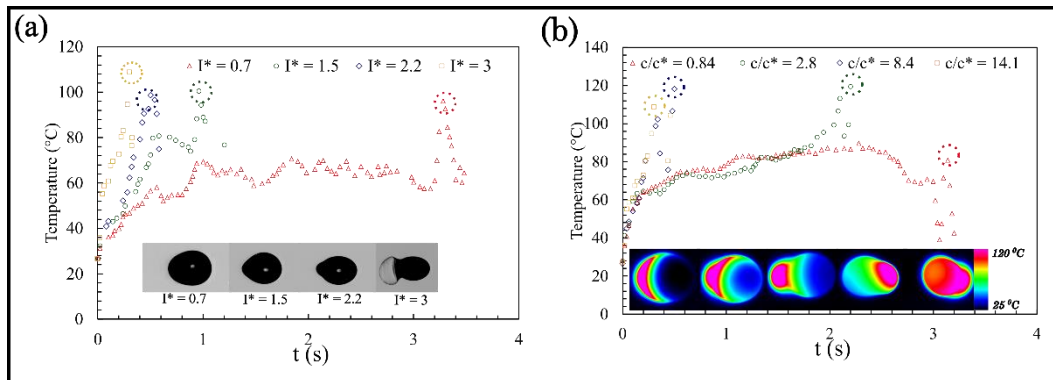 (a)
Temperature (°C)
120
100
80
60
40
20
0
I* = 0.7
I* = 1.5
I* = 2.2
I* = 3
I* = 0.7
I* = 1.5
I* = 2.2
I* = 3
0
1
2
3
4
t (s)
(b)
Temperature (°C)
140
120
100
80
60
40
20
0
c/c* = 0.84
c/c* = 2.8
c/c* = 8.4
c/c* = 14.1
120 ⁰C
25 ⁰C
0
1
2
3
4
t (s)